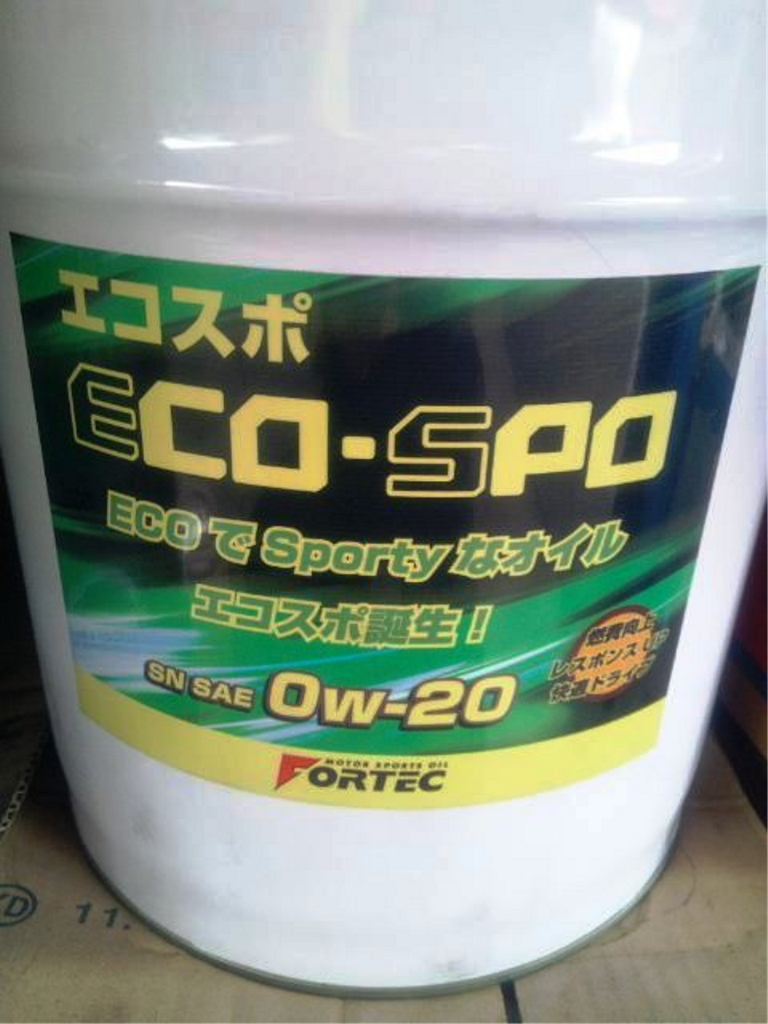 エコスポ
ECO-SPO
ECOでSportyなオイル
エコスポ誕生!
燃費向上
レスポンスUP
快適ドライブ
SN SAE 0W-20
MOTOR SPORTS OIL
FORTEC
11.